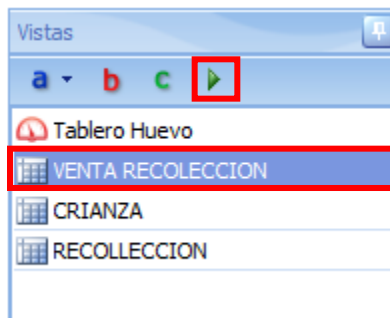 Vistas
a b c
Tablero Huevo
VENTA RECOLECCION
CRIANZA
RECOLLECCION